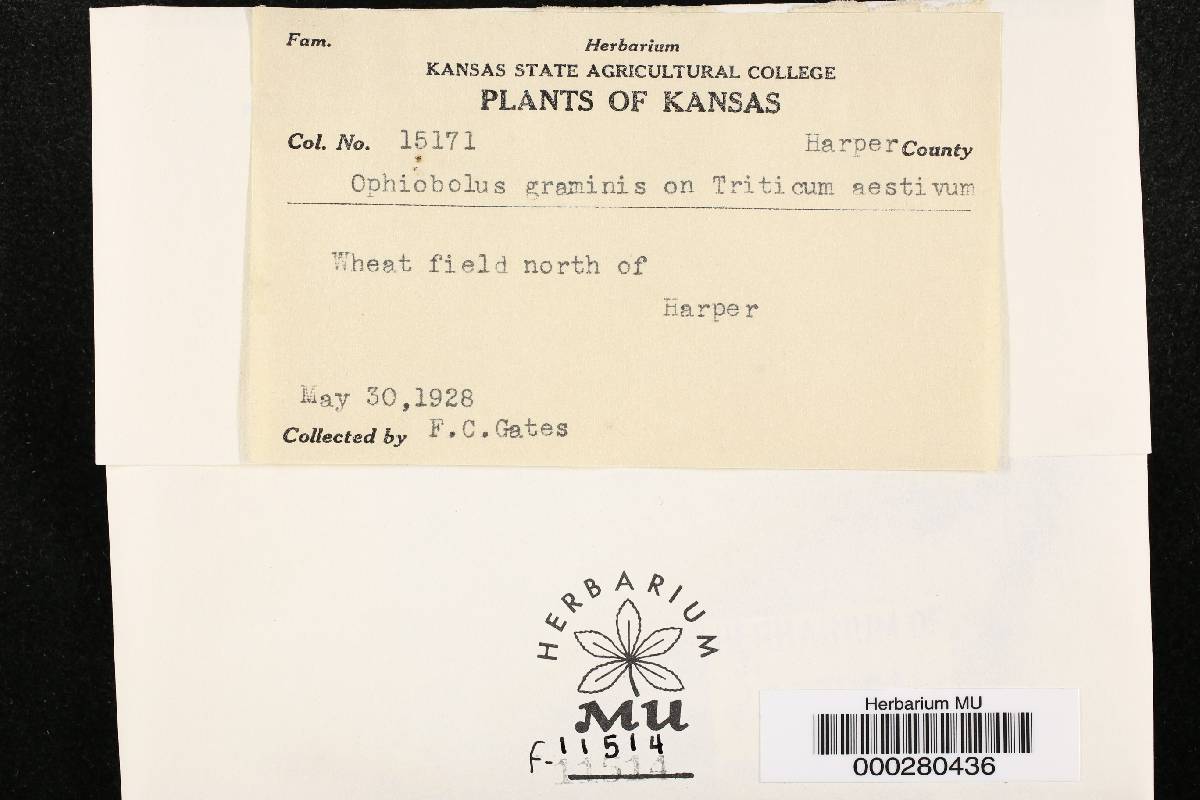 Fam.
Herbarium
KANSAS STATE AGRICULTURAL COLLEGE
PLANTS OF KANSAS
Col. No. 15171 Harper County
Ophiobolus graminis on Triticum aestivum
Wheat field north of
Harper
May 30,1928
Collected by F.C.Gates
HERBARIUM
MU
F-11514
11514
Herbarium MU
000280436